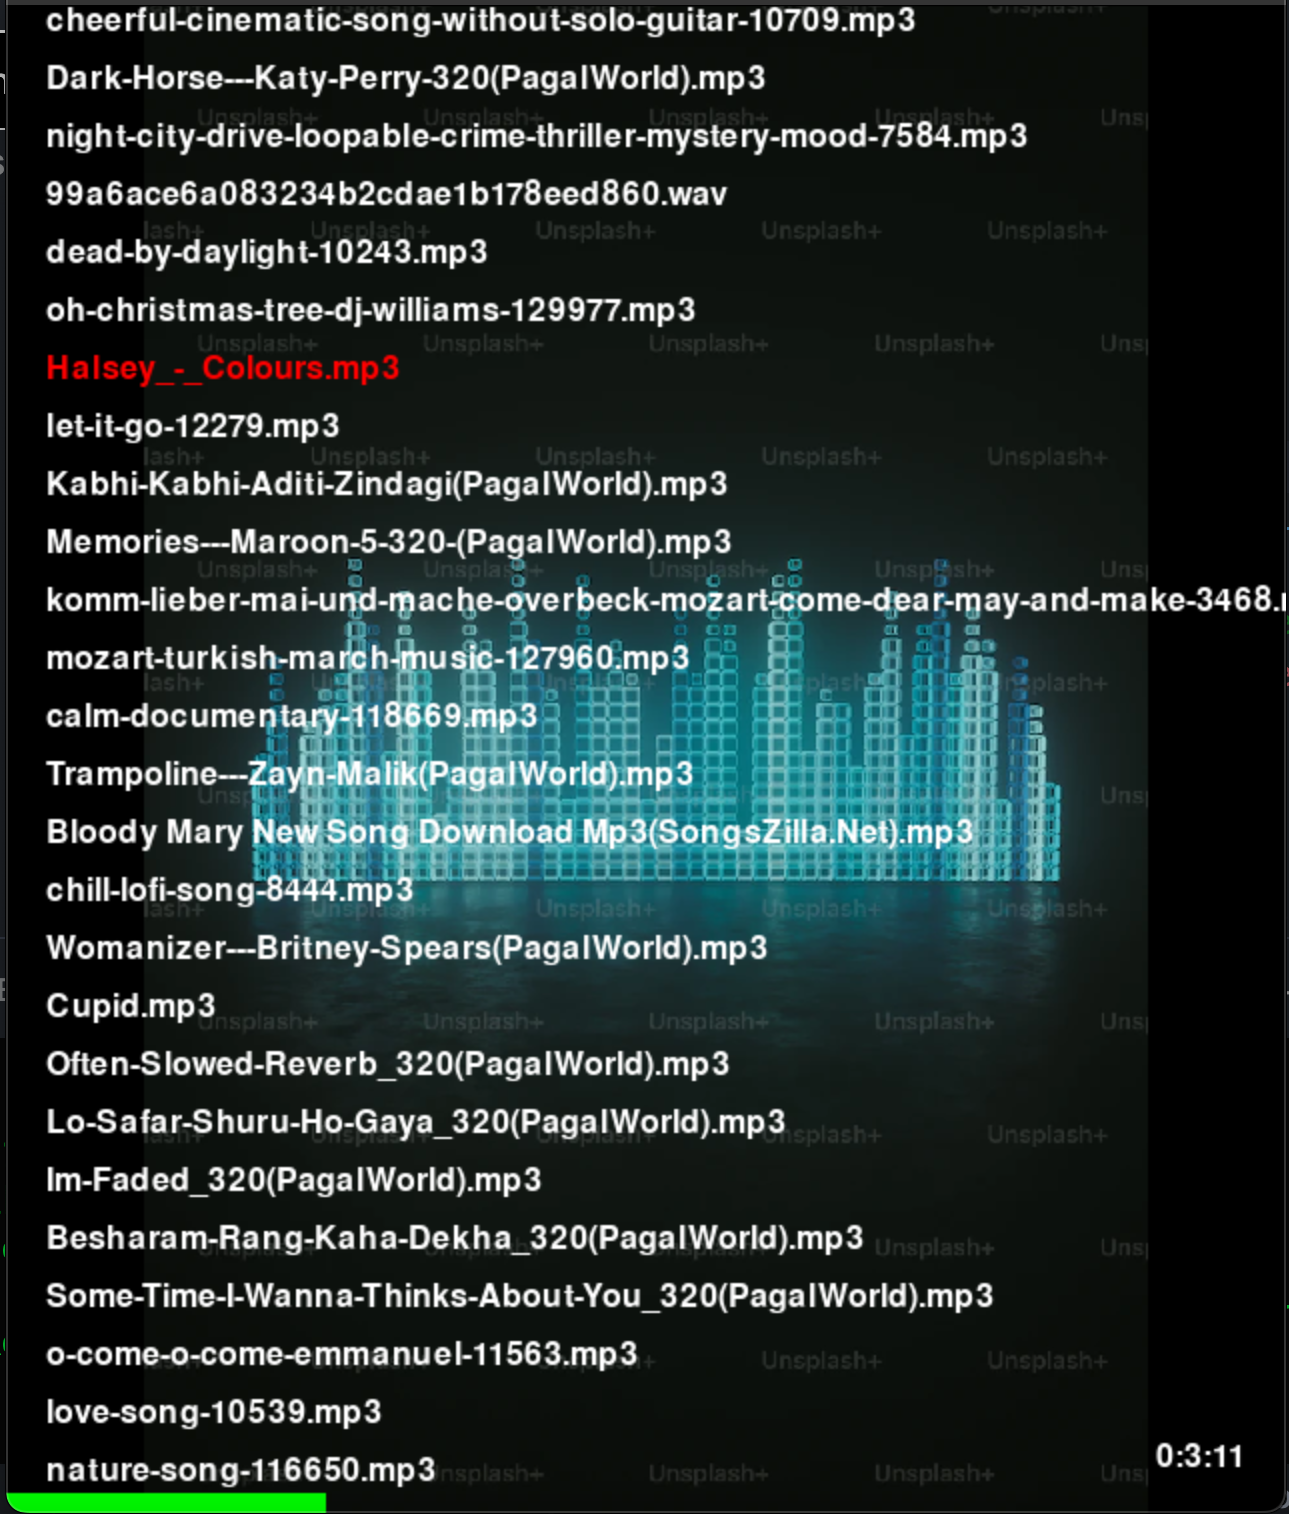 cheerful-cinematic-song-without-solo-guitar-10709.mp3
Dark-Horse---Katy-Perry-320(PagalWorld).mp3
night-city-drive-loopable-crime-thriller-mystery-mood-7584.mp3
99a6ace6a083234b2cdae1b178eed860.wav
dead-by-daylight-10243.mp3
oh-christmas-tree-dj-williams-129977.mp3
Halsey_-_Colours.mp3
let-it-go-12279.mp3
Kabhi-Kabhi-Aditi-Zindagi(PagalWorld).mp3
Memories---Maroon-5-320-(PagalWorld).mp3
komm-lieber-mai-und-mache-overbeck-mozart-come-dear-may-and-make-3468.
mozart-turkish-march-music-127960.mp3
calm-documentary-118669.mp3
Trampoline---Zayn-Malik(PagalWorld).mp3
Bloody Mary New Song Download Mp3(SongsZilla.Net).mp3
chill-lofi-song-8444.mp3
Womanizer---Britney-Spears(PagalWorld).mp3
Cupid.mp3
Often-Slowed-Reverb_320(PagalWorld).mp3
Lo-Safar-Shuru-Ho-Gaya_320(PagalWorld).mp3
Im-Faded_320(PagalWorld).mp3
Besharam-Rang-Kaha-Dekha_320(PagalWorld).mp3
Some-Time-I-Wanna-Thinks-About-You_320(PagalWorld).mp3
o-come-o-come-emmanuel-11563.mp3
love-song-10539.mp3
nature-song-116650.mp3
0:3:11